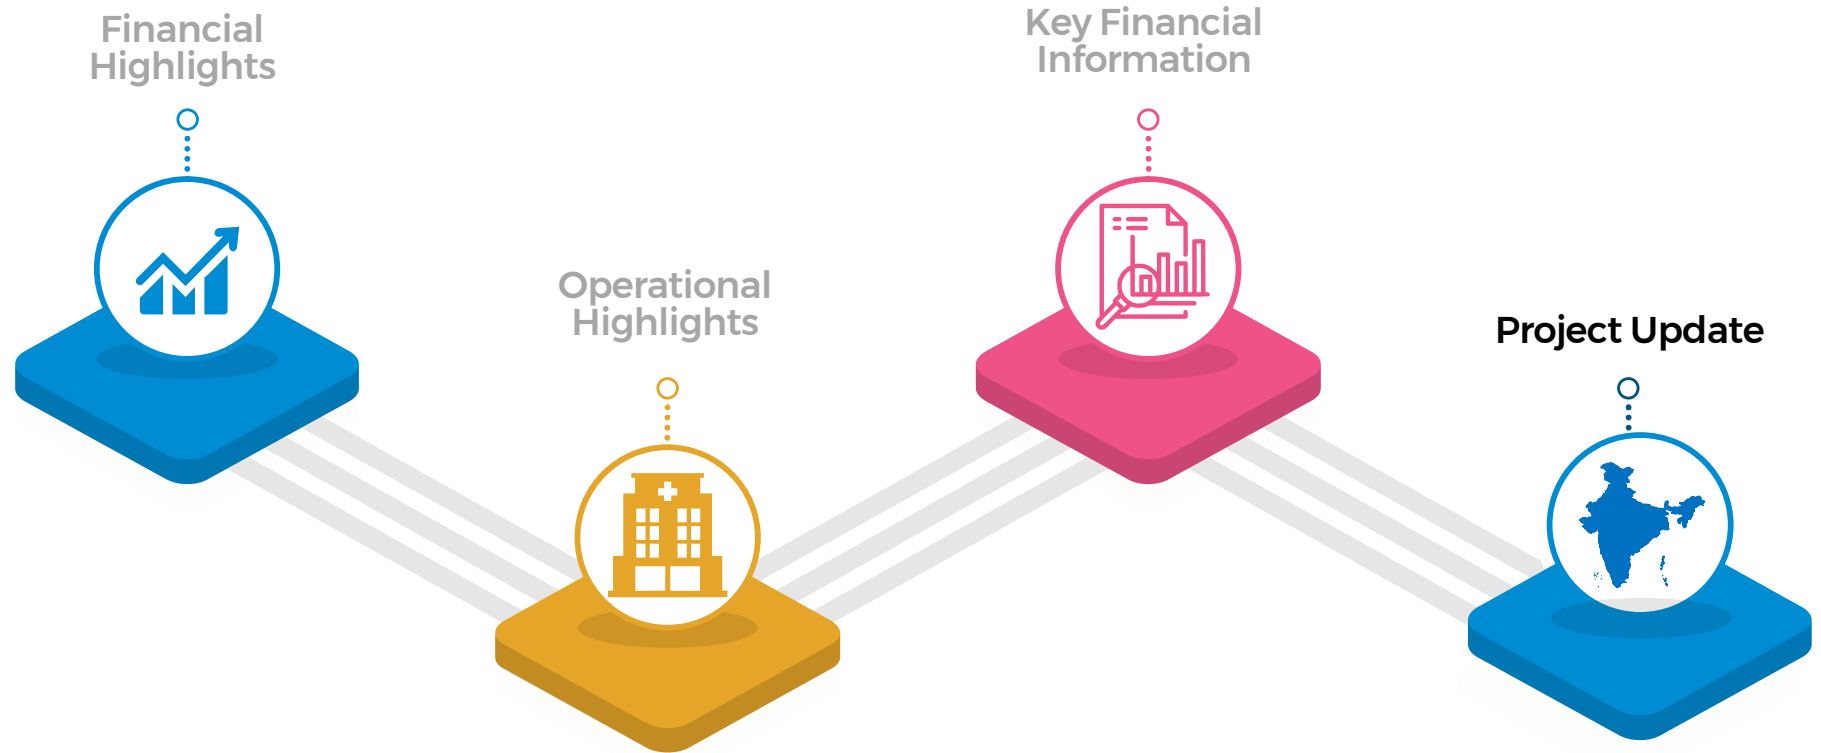 Financial
Highlights
Operational
Highlights
Key Financial
Information
Project Update